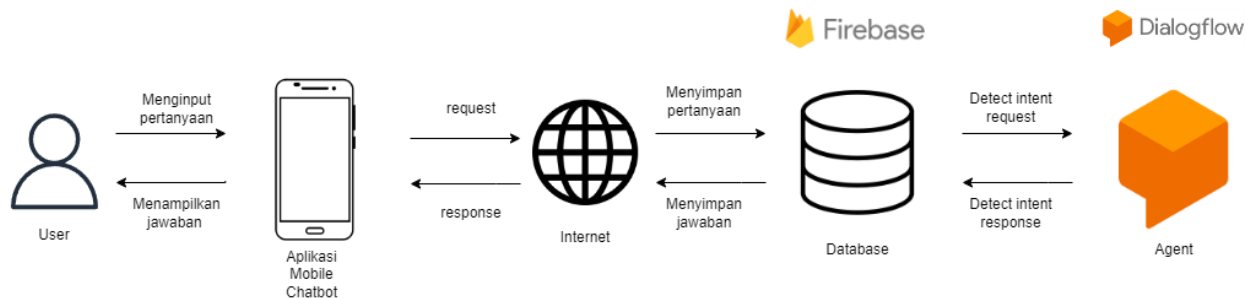 Firebase
Dialogflow
Menginput
pertanyaan
request
Menyimpan
pertanyaan
Detect intent
request
Menampilkan
jawaban
response
Menyimpan
jawaban
Detect intent
response
User
Aplikasi
Mobile
Chatbot
Internet
Database
Agent